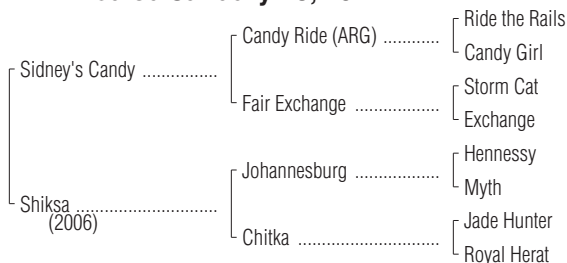 Ride the Rails
Candy Ride (ARG) ............
Candy Girl
Sidney's Candy ................
Storm Cat
Fair Exchange ..................
Exchange
Hennessy
Johannesburg ..................
Myth
Shiksa ..............................
(2006)
Jade Hunter
Chitka ..............................
Royal Herat